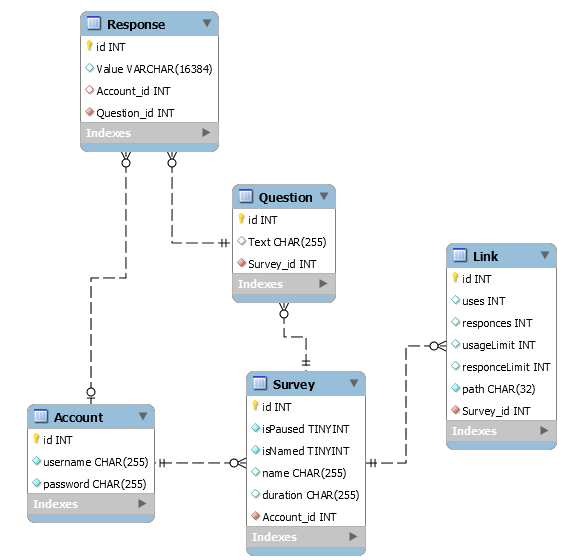 Response
id INT
Value VARCHAR(16384)
Account_id INT
Question_id INT
Indexes
Question
id INT
Text CHAR(255)
Survey_id INT
Indexes
Link
id INT
uses INT
responces INT
usageLimit INT
responceLimit INT
path CHAR(32)
Survey_id INT
Indexes
Survey
id INT
isPaused TINYINT
isNamed TINYINT
name CHAR(255)
duration CHAR(255)
Account_id INT
Indexes
Account
id INT
username CHAR(255)
password CHAR(255)
Indexes